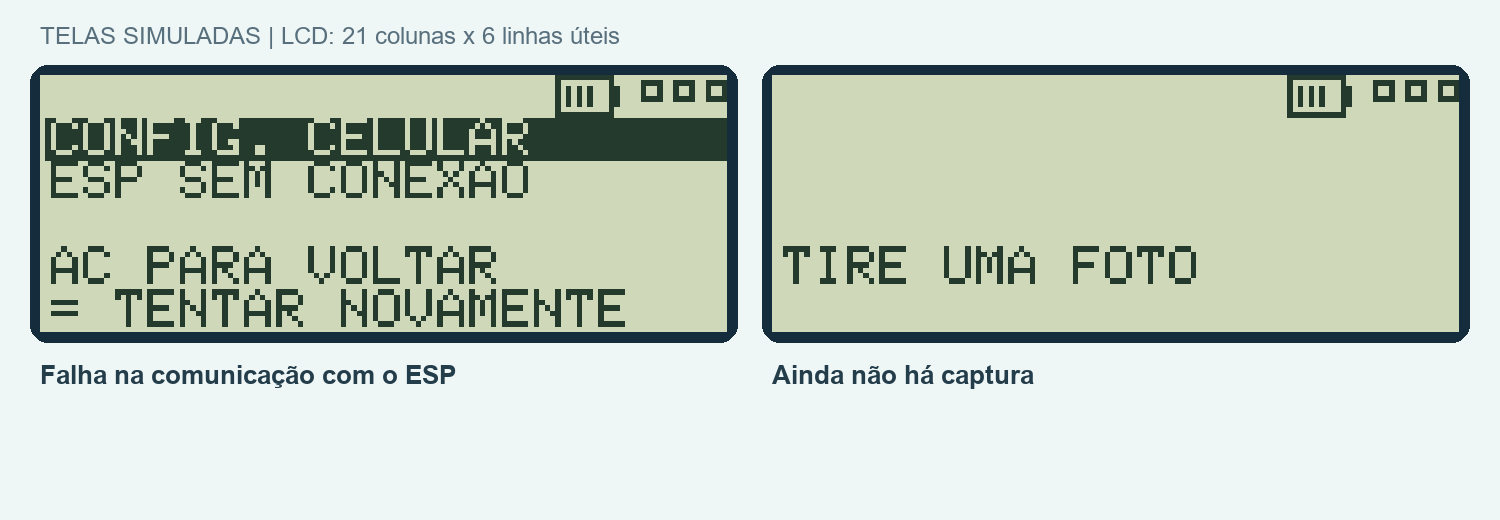 TELAS SIMULADAS | LCD: 21 colunas x 6 linhas úteis
CONFIG. CELULAR
ESP SEM CONEXAO
AC PARA VOLTAR
= TENTAR NOVAMENTE
TIRE UMA FOTO
Falha na comunicação com o ESP
Ainda não há captura